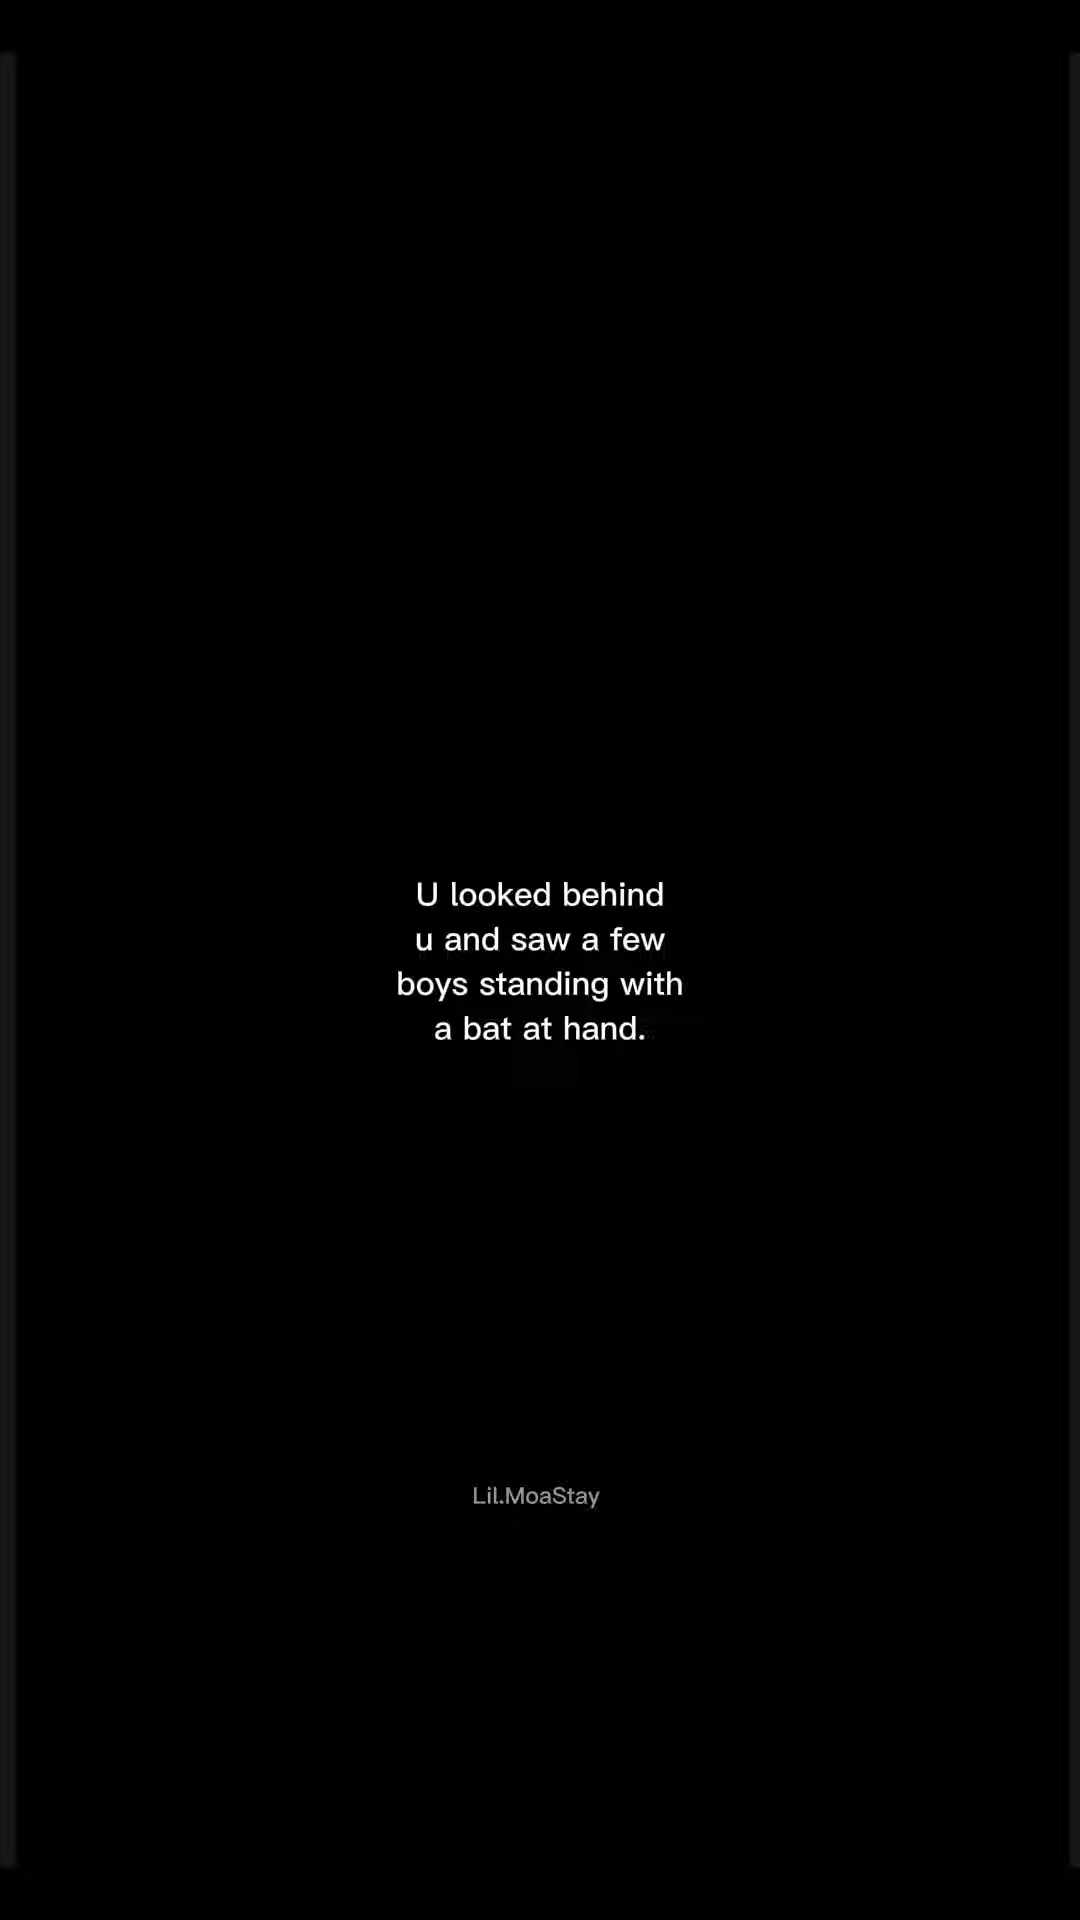 U looked behind
u and saw a few
boys standing with
a bat at hand.
Lil.MoaStay